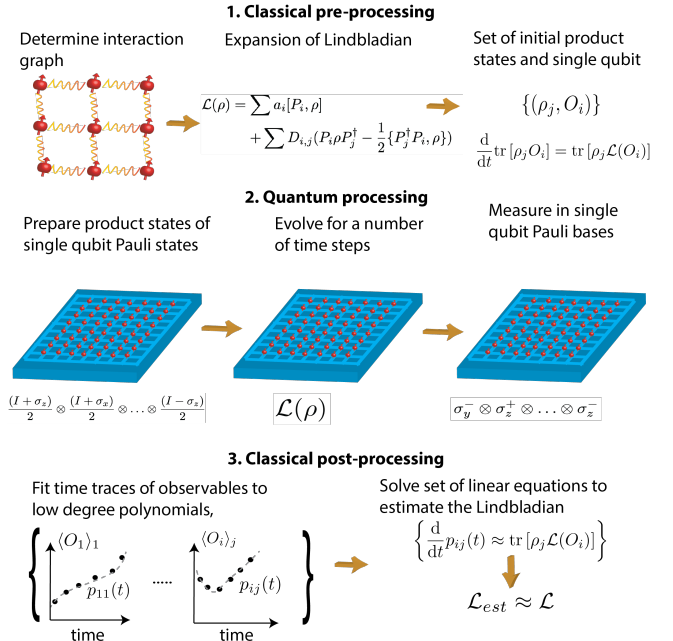 1. Classical pre-processing
Determine interaction
graph
Expansion of Lindbladian
Set of initial product
states and single qubit
$\mathcal{L}(\rho) = \sum a_i [P_i, \rho]$
$+ \sum D_{i,j}(P_i \rho P_j^\dagger - \frac{1}{2}\{P_j^\dagger P_i, \rho\})$
$\{(\rho_j, O_i)\}$
$\frac{\mathrm{d}}{\mathrm{d}t}\mathrm{tr}\,[\rho_j O_i] = \mathrm{tr}\,[\rho_j \mathcal{L}(O_i)]$
2. Quantum processing
Prepare product states of
single qubit Pauli states
Evolve for a number
of time steps
Measure in single
qubit Pauli bases
$\frac{(I+\sigma_z)}{2} \otimes \frac{(I+\sigma_x)}{2} \otimes \ldots \otimes \frac{(I-\sigma_z)}{2}$
$\mathcal{L}(\rho)$
$\sigma_y^- \otimes \sigma_z^+ \otimes \ldots \otimes \sigma_z^-$
3. Classical post-processing
Fit time traces of observables to
low degree polynomials,
Solve set of linear equations to
estimate the Lindbladian
{
$\langle O_1 \rangle_1$
$p_{11}(t)$
time
.....
$\langle O_i \rangle_j$
$p_{ij}(t)$
time
}
$\left\{\frac{\mathrm{d}}{\mathrm{d}t} p_{ij}(t) \approx \mathrm{tr}\,[\rho_j \mathcal{L}(O_i)]\right\}$
$\mathcal{L}_{est} \approx \mathcal{L}$